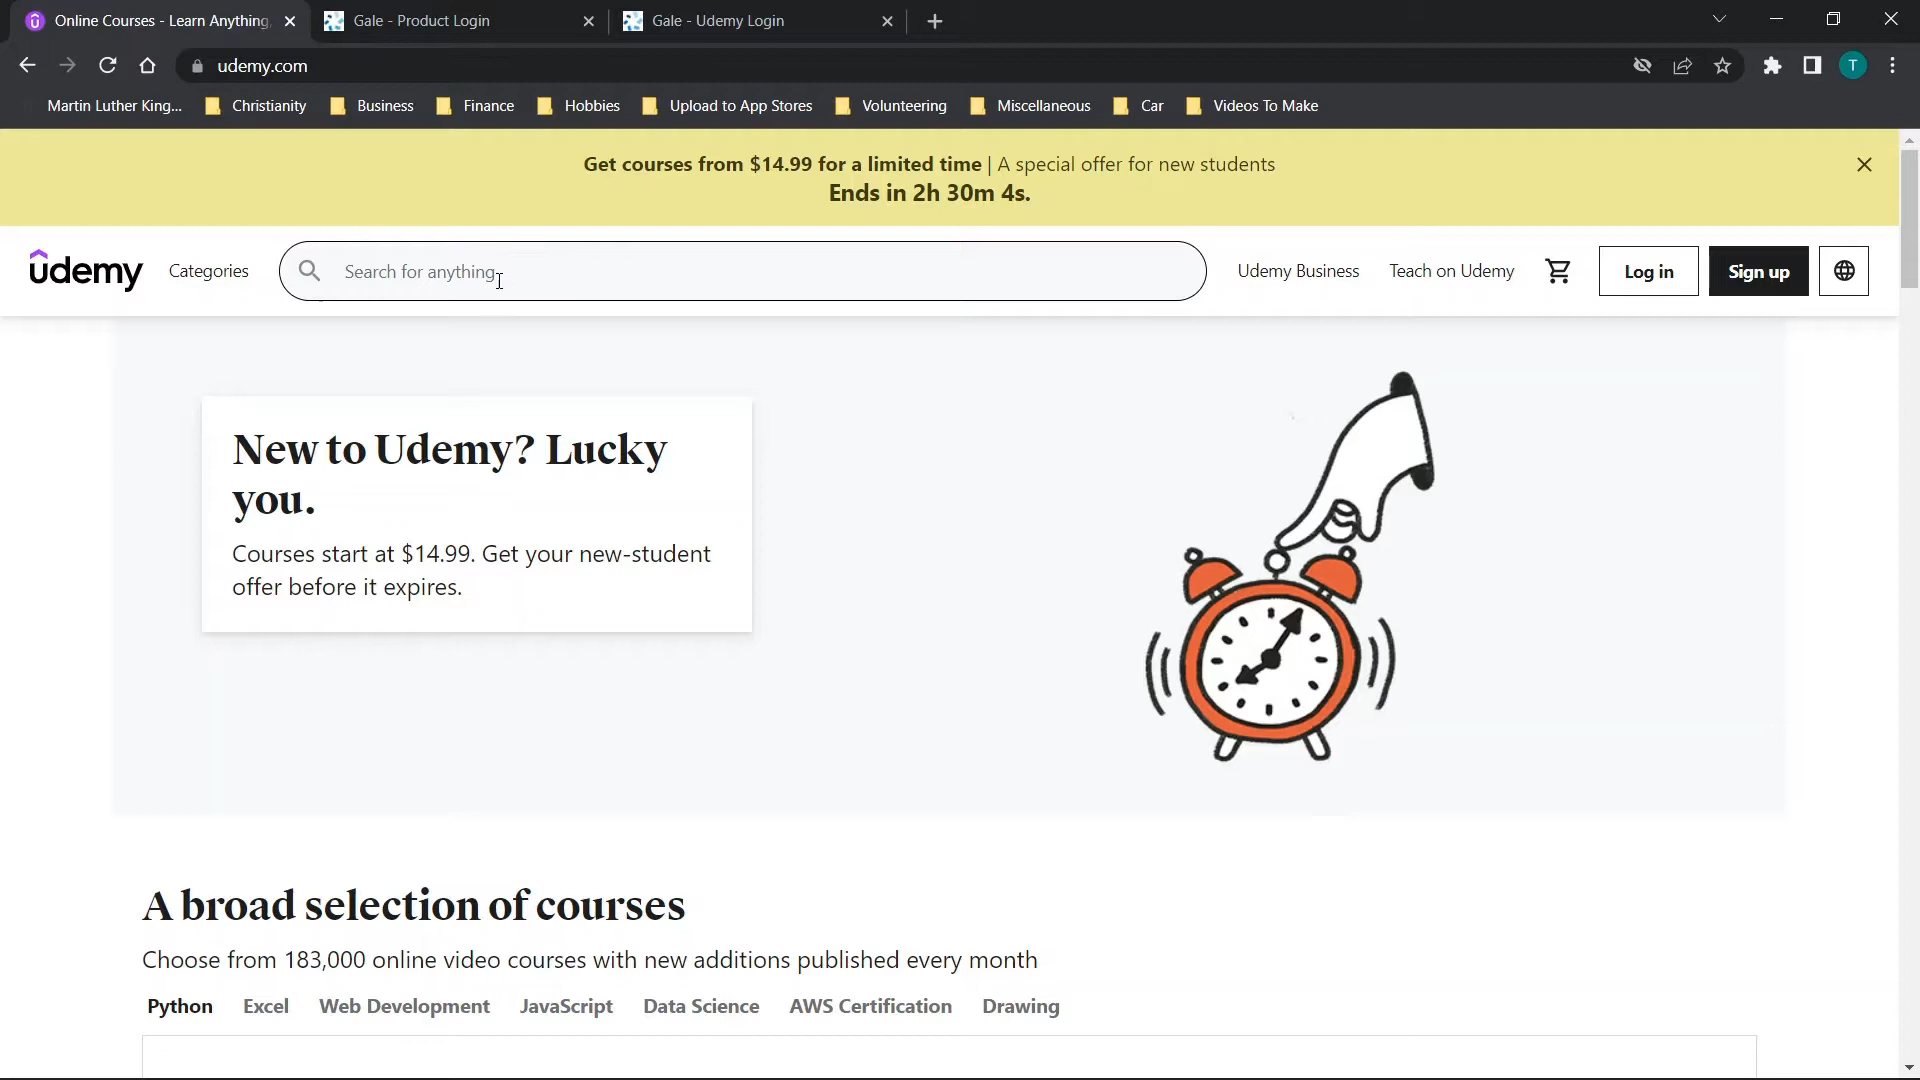 Online Courses - Learn Anything,
Gale - Product Login
Gale - Udemy Login
udemy.com
T
Martin Luther King...
Christianity
Business
Finance
Hobbies
Upload to App Stores
Volunteering
Miscellaneous
Car
Videos To Make
Get courses from $14.99 for a limited time | A special offer for new students
Ends in 2h 30m 4s.
udemy
Categories
Search for anything
Udemy Business
Teach on Udemy
Log in
Sign up
New to Udemy? Lucky
you.
Courses start at $14.99. Get your new-student
offer before it expires.
A broad selection of courses
Choose from 183,000 online video courses with new additions published every month
Python
Excel
Web Development
JavaScript
Data Science
AWS Certification
Drawing